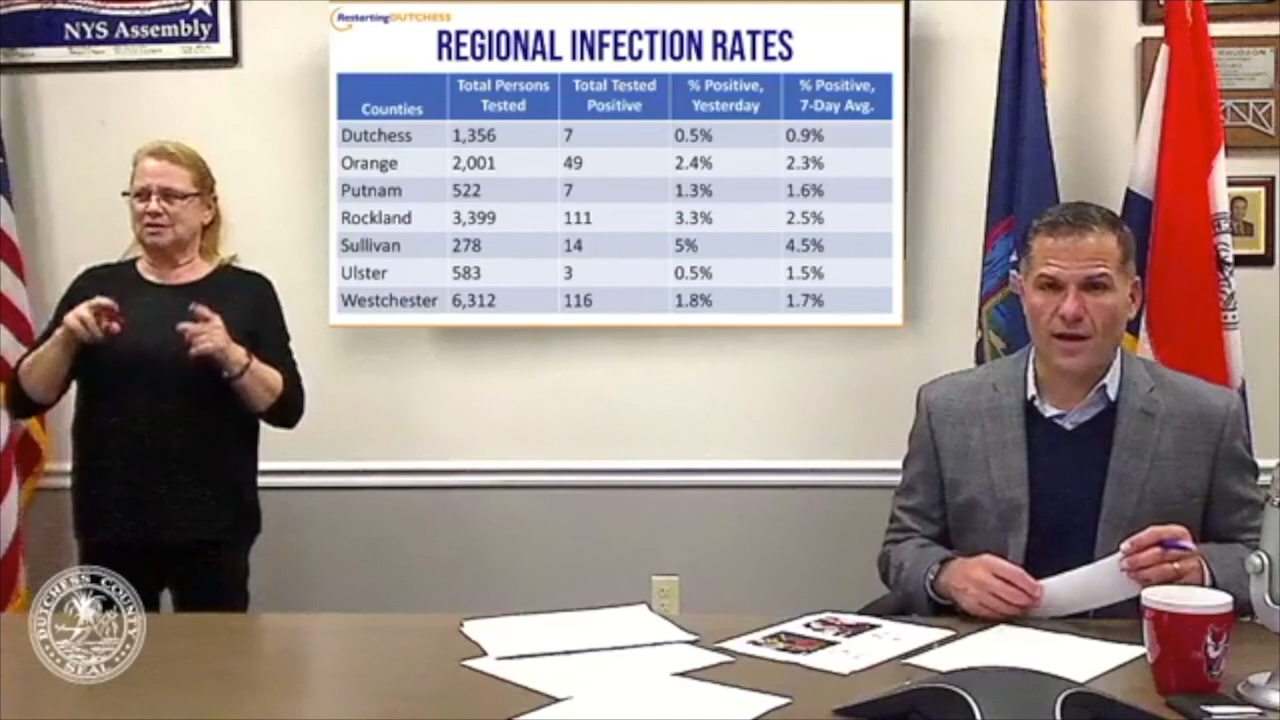 NYS Assembly
RestartingDUTCHESS
REGIONAL INFECTION RATES
Counties Total Persons Tested Total Tested Positive % Positive, Yesterday % Positive, 7-Day Avg.
Dutchess 1,356 7 0.5% 0.9%
Orange 2,001 49 2.4% 2.3%
Putnam 522 7 1.3% 1.6%
Rockland 3,399 111 3.3% 2.5%
Sullivan 278 14 5% 4.5%
Ulster 583 3 0.5% 1.5%
Westchester 6,312 116 1.8% 1.7%
DUTCHESS COUNTY
SEAL